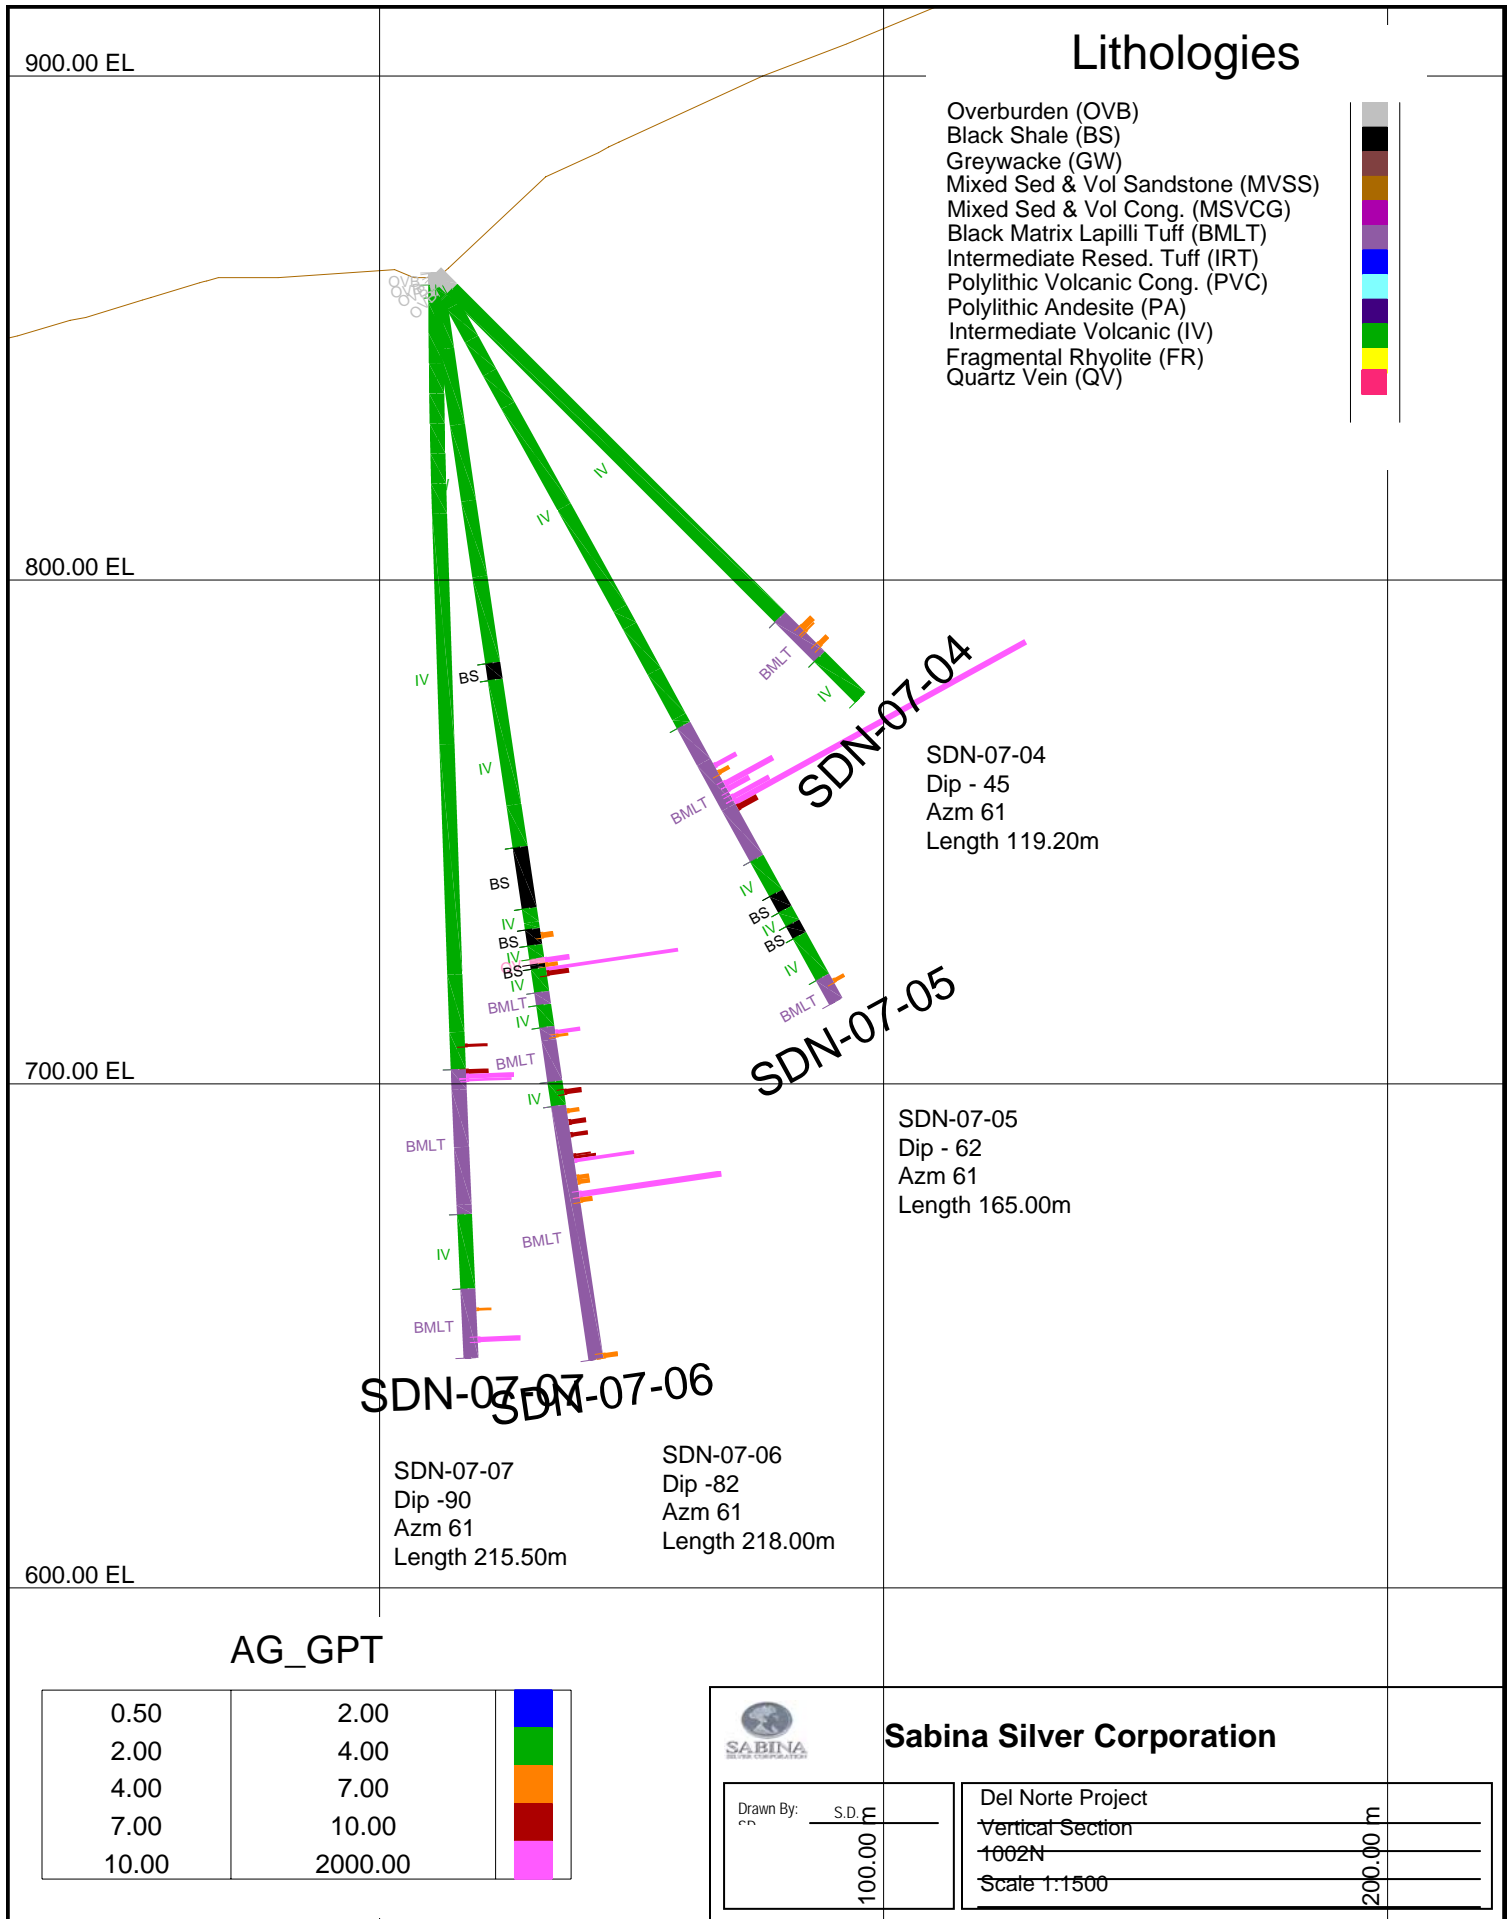 900.00 EL
Lithologies
Overburden (OVB)
Black Shale (BS)
Greywacke (GW)
Mixed Sed & Vol Sandstone (MVSS)
Mixed Sed & Vol Cong. (MSVCG)
Black Matrix Lapilli Tuff (BMLT)
Intermediate Resed. Tuff (IRT)
Polylithic Volcanic Cong. (PVC)
Polylithic Andesite (PA)
Intermediate Volcanic (IV)
Fragmental Rhyolite (FR)
Quartz Vein (QV)
OVB
IV
IV
800.00 EL
BMLT
IV
SDN-07-04
IV
BS
IV
BMLT
SDN-07-04
Dip - 45
Azm 61
Length 119.20m
BS
IV
BS
IV
BS
IV
BMLT
SDN-07-05
IV
BS
IV
BS
IV
BMLT
IV
BMLT
IV
BMLT
700.00 EL
SDN-07-05
Dip - 62
Azm 61
Length 165.00m
BMLT
IV
BMLT
SDN-07-07
SDN-07-06
SDN-07-07
Dip -90
Azm 61
Length 215.50m
SDN-07-06
Dip -82
Azm 61
Length 218.00m
600.00 EL
AG_GPT
0.50 2.00
2.00 4.00
4.00 7.00
7.00 10.00
10.00 2000.00
SABINA
SILVER CORPORATION
Sabina Silver Corporation
Drawn By: S.D.
SD
100.00 m
Del Norte Project
Vertical Section
1002N
Scale 1:1500
200.00 m